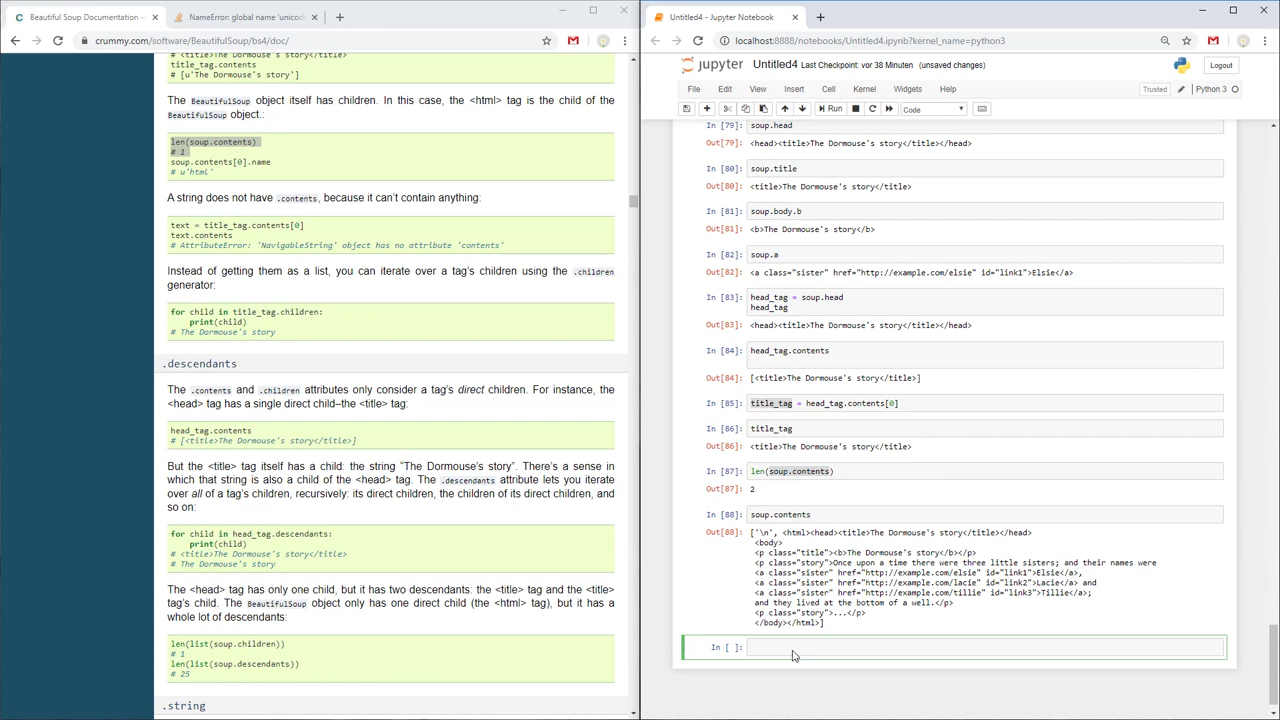 Beautiful Soup Documentation —
NameError: global name 'unicod
crummy.com/software/BeautifulSoup/bs4/doc/
# <title>The Dormouse's story</title>
title_tag.contents
# [u'The Dormouse's story']
The BeautifulSoup object itself has children. In this case, the <html> tag is the child of the
BeautifulSoup object.:
len(soup.contents)
# 1
soup.contents[0].name
# u'html'
A string does not have .contents, because it can't contain anything:
text = title_tag.contents[0]
text.contents
# AttributeError: 'NavigableString' object has no attribute 'contents'
Instead of getting them as a list, you can iterate over a tag's children using the .children
generator:
for child in title_tag.children:
print(child)
# The Dormouse's story
.descendants
The .contents and .children attributes only consider a tag's direct children. For instance, the
<head> tag has a single direct child–the <title> tag:
head_tag.contents
# [<title>The Dormouse's story</title>]
But the <title> tag itself has a child: the string "The Dormouse's story". There's a sense in
which that string is also a child of the <head> tag. The .descendants attribute lets you iterate
over all of a tag's children, recursively: its direct children, the children of its direct children, and
so on:
for child in head_tag.descendants:
print(child)
# <title>The Dormouse's story</title>
# The Dormouse's story
The <head> tag has only one child, but it has two descendants: the <title> tag and the <title>
tag's child. The BeautifulSoup object only has one direct child (the <html> tag), but it has a
whole lot of descendants:
len(list(soup.children))
# 1
len(list(soup.descendants))
# 25
.string
Untitled4 - Jupyter Notebook
localhost:8888/notebooks/Untitled4.ipynb?kernel_name=python3
jupyter Untitled4 Last Checkpoint: vor 38 Minuten (unsaved changes)
Logout
File Edit View Insert Cell Kernel Widgets Help
Trusted Python 3
Run Code
In [79]: soup.head
Out[79]: <head><title>The Dormouse's story</title></head>
In [80]: soup.title
Out[80]: <title>The Dormouse's story</title>
In [81]: soup.body.b
Out[81]: <b>The Dormouse's story</b>
In [82]: soup.a
Out[82]: <a class="sister" href="http://example.com/elsie" id="link1">Elsie</a>
In [83]: head_tag = soup.head
head_tag
Out[83]: <head><title>The Dormouse's story</title></head>
In [84]: head_tag.contents
Out[84]: [<title>The Dormouse's story</title>]
In [85]: title_tag = head_tag.contents[0]
In [86]: title_tag
Out[86]: <title>The Dormouse's story</title>
In [87]: len(soup.contents)
Out[87]: 2
In [88]: soup.contents
Out[88]: ['\n', <html><head><title>The Dormouse's story</title></head>
<body>
<p class="title"><b>The Dormouse's story</b></p>
<p class="story">Once upon a time there were three little sisters; and their names were
<a class="sister" href="http://example.com/elsie" id="link1">Elsie</a>,
<a class="sister" href="http://example.com/lacie" id="link2">Lacie</a> and
<a class="sister" href="http://example.com/tillie" id="link3">Tillie</a>;
and they lived at the bottom of a well.</p>
<p class="story">...</p>
</body></html>]
In [ ]: